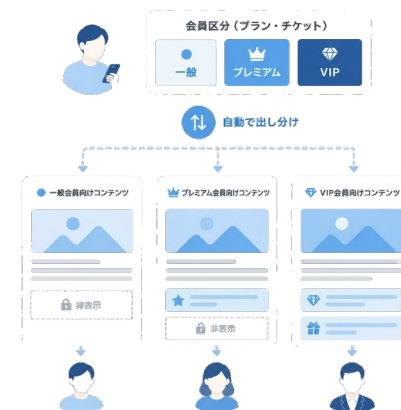 会員区分(プラン・チケット)
一般
プレミアム
VIP
自動で出し分け
一般会員向けコンテンツ
プレミアム会員向けコンテンツ
VIP会員向けコンテンツ
非表示
非表示